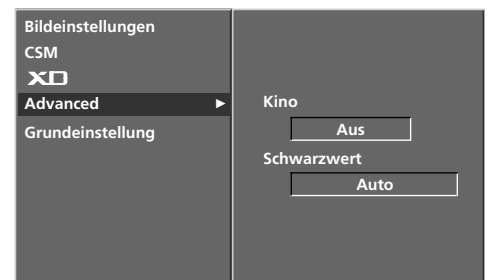 Bildeinstellungen
CSM
XD
Advanced ►
Grundeinstellung
Kino
Aus
Schwarzwert
Auto